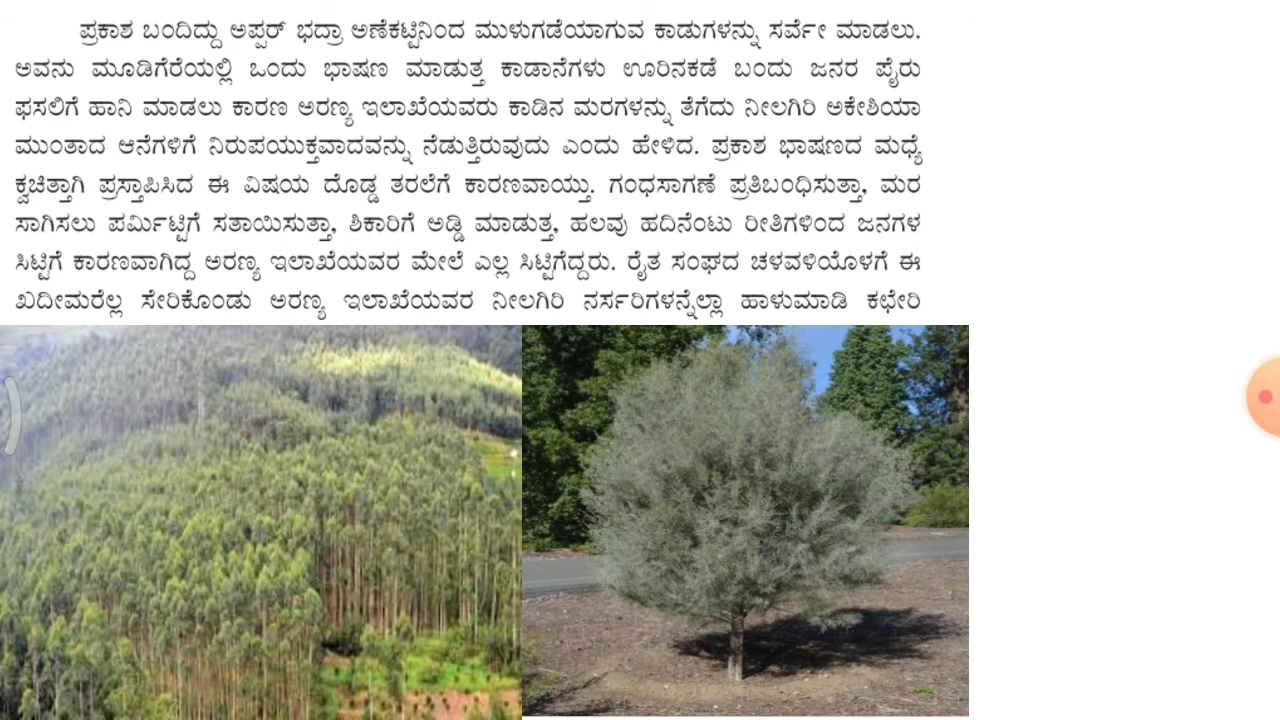 ಪ್ರಕಾಶ ಬಂದಿದ್ದು ಅಪ್ಪರ್ ಭದ್ರಾ ಅಣೆಕಟ್ಟಿನಿಂದ ಮುಳುಗಡೆಯಾಗುವ ಕಾಡುಗಳನ್ನು ಸರ್ವೇ ಮಾಡಲು.
ಅವನು ಮೂಡಿಗೆರೆಯಲ್ಲಿ ಒಂದು ಭಾಷಣ ಮಾಡುತ್ತ ಕಾಡಾನೆಗಳು ಊರಿನಕಡೆ ಬಂದು ಜನರ ಪೈರು
ಫಸಲಿಗೆ ಹಾನಿ ಮಾಡಲು ಕಾರಣ ಅರಣ್ಯ ಇಲಾಖೆಯವರು ಕಾಡಿನ ಮರಗಳನ್ನು ತೆಗೆದು ನೀಲಗಿರಿ ಅಕೇಶಿಯಾ
ಮುಂತಾದ ಆನೆಗಳಿಗೆ ನಿರುಪಯುಕ್ತವಾದವನ್ನು ನೆಡುತ್ತಿರುವುದು ಎಂದು ಹೇಳಿದ. ಪ್ರಕಾಶ ಭಾಷಣದ ಮಧ್ಯೆ
ಕ್ವಚಿತ್ತಾಗಿ ಪ್ರಸ್ತಾಪಿಸಿದ ಈ ವಿಷಯ ದೊಡ್ಡ ತರಲೆಗೆ ಕಾರಣವಾಯ್ತು. ಗಂಧಸಾಗಣೆ ಪ್ರತಿಬಂಧಿಸುತ್ತಾ, ಮರ
ಸಾಗಿಸಲು ಪರ್ಮಿಟ್ಟಿಗೆ ಸತಾಯಿಸುತ್ತಾ, ಶಿಕಾರಿಗೆ ಅಡ್ಡಿ ಮಾಡುತ್ತ, ಹಲವು ಹದಿನೆಂಟು ರೀತಿಗಳಿಂದ ಜನಗಳ
ಸಿಟ್ಟಿಗೆ ಕಾರಣವಾಗಿದ್ದ ಅರಣ್ಯ ಇಲಾಖೆಯವರ ಮೇಲೆ ಎಲ್ಲ ಸಿಟ್ಟಿಗೆದ್ದರು. ರೈತ ಸಂಘದ ಚಳವಳಿಯೊಳಗೆ ಈ
ಖದೀಮರೆಲ್ಲ ಸೇರಿಕೊಂಡು ಅರಣ್ಯ ಇಲಾಖೆಯವರ ನೀಲಗಿರಿ ನರ್ಸರಿಗಳನ್ನೆಲ್ಲಾ ಹಾಳುಮಾಡಿ ಕಛೇರಿ